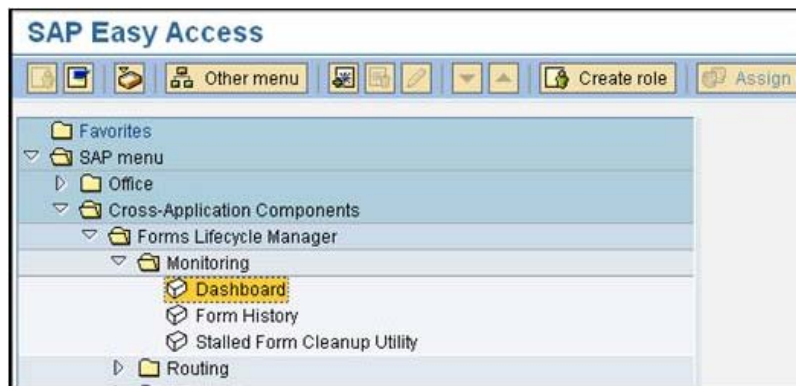 SAP Easy Access
Other menu Create role Assign
Favorites
SAP menu
Office
Cross-Application Components
Forms Lifecycle Manager
Monitoring
Dashboard
Form History
Stalled Form Cleanup Utility
Routing